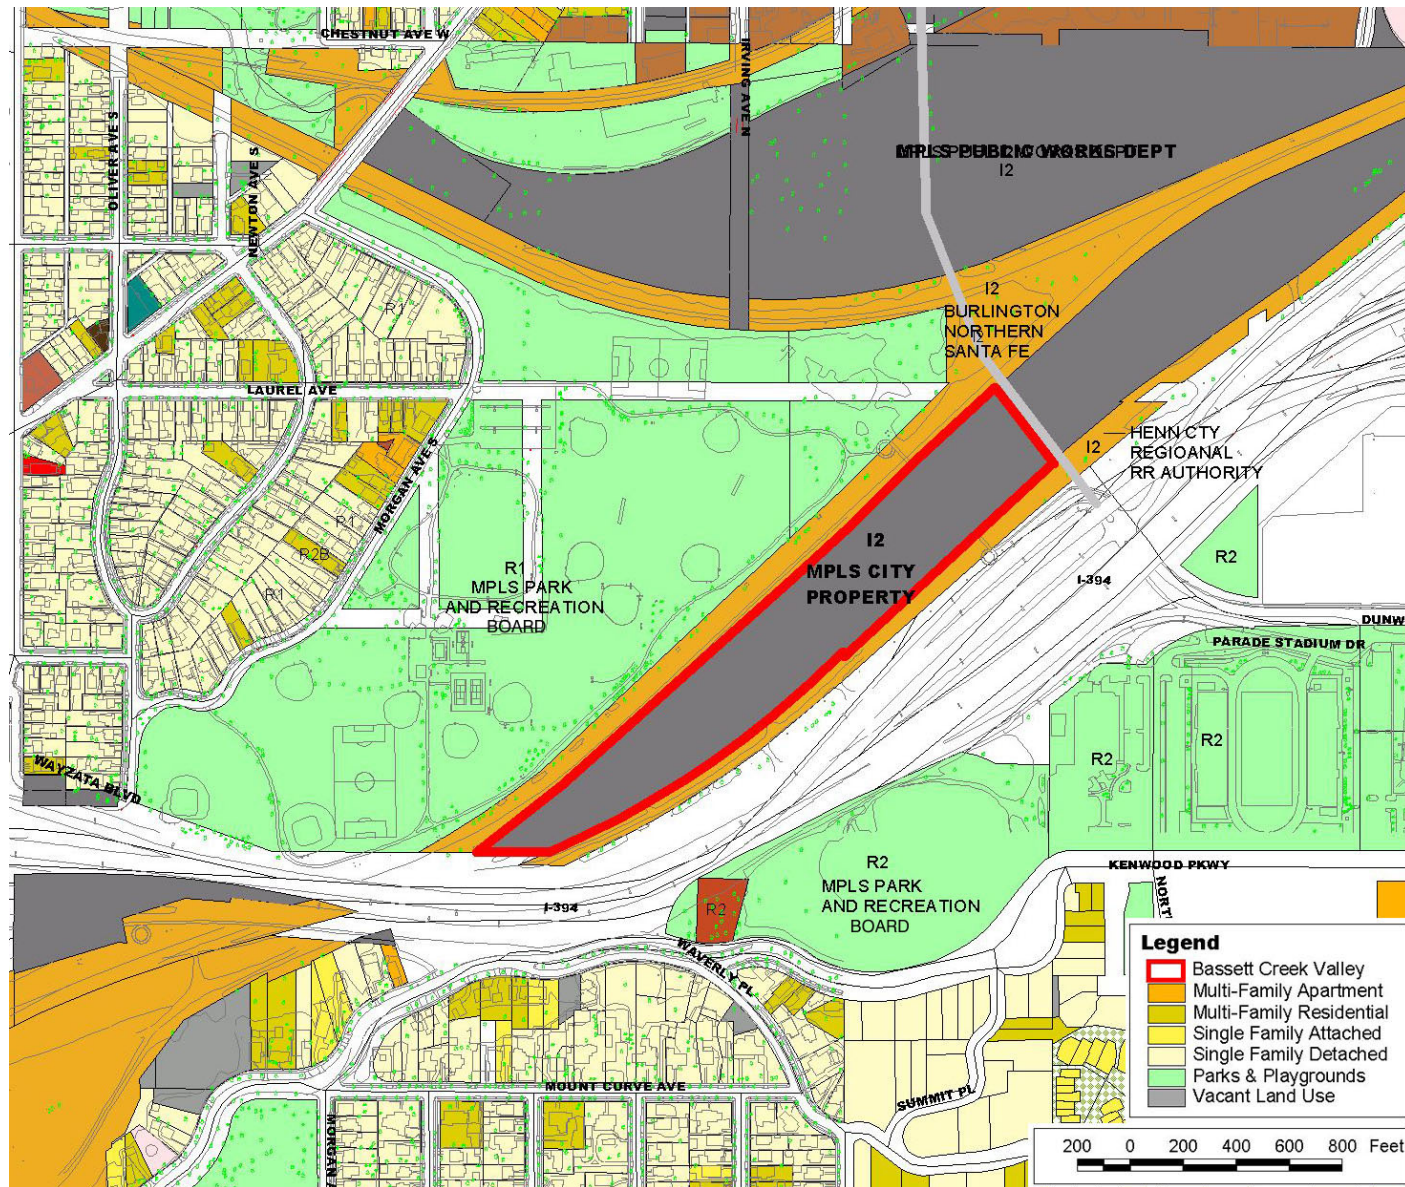 CHESTNUT AVE W
IRVING AVE N
OLIVER AVE S
NEWTON AVE S
MPLS PUBLIC WORKS DEPT
I2
R1
I2
BURLINGTON
NORTHERN
SANTA FE
I2
LAUREL AVE
MORGAN AVE S
I2
HENN CTY
REGIOANAL
RR AUTHORITY
R1
R2B
R1
R1
MPLS PARK
AND RECREATION
BOARD
I2
MPLS CITY
PROPERTY
R2
I-394
DUNW
PARADE STADIUM DR
R2
R2
WAYZATA BLVD
R2
MPLS PARK
AND RECREATION
BOARD
KENWOOD PKWY
NORT
I-394
R2
WAVERLY PL
MOUNT CURVE AVE
SUMMIT PL
MORGAN
Legend
Bassett Creek Valley
Multi-Family Apartment
Multi-Family Residential
Single Family Attached
Single Family Detached
Parks & Playgrounds
Vacant Land Use
200 0 200 400 600 800 Feet